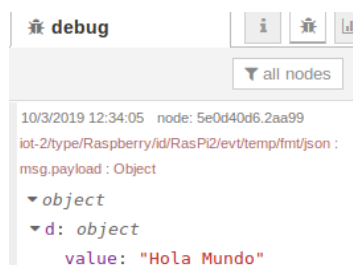 debug
i
all nodes
10/3/2019 12:34:05 node: 5e0d40d6.2aa99
iot-2/type/Raspberry/id/RasPi2/evt/temp/fmt/json :
msg.payload : Object
object
d: object
value: "Hola Mundo"